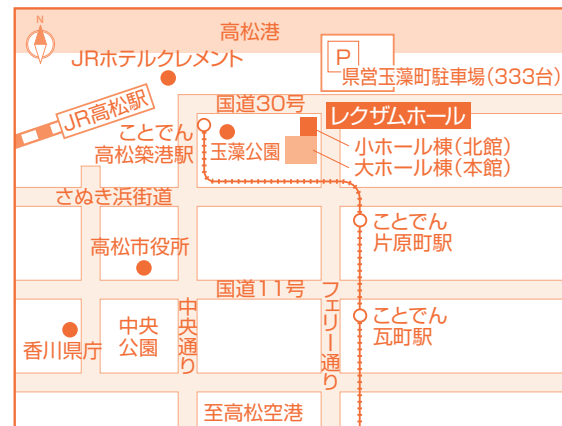 N
高松港
JRホテルクレメント
P
県営玉藻町駐車場(333台)
JR高松駅
国道30号
レクザムホール
ことでん
高松築港駅
玉藻公園
小ホール棟(北館)
大ホール棟(本館)
さぬき浜街道
ことでん
片原町駅
高松市役所
国道11号
中央通り
フェリー通り
ことでん
瓦町駅
香川県庁
中央
公園
至高松空港